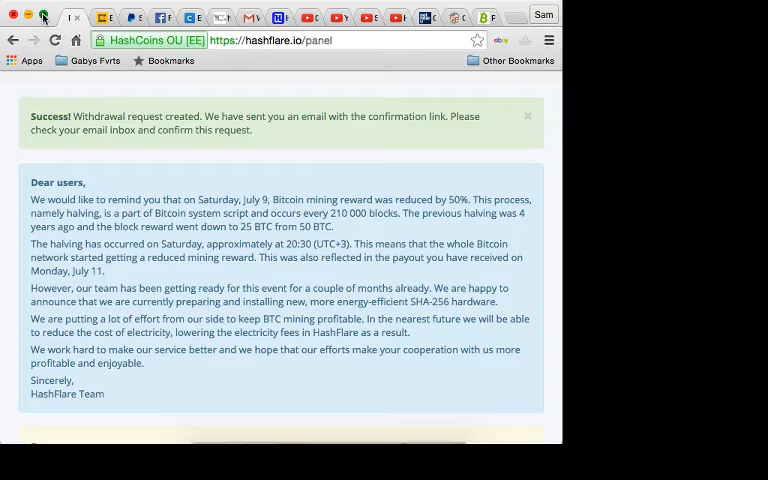 Sam
HashCoins OU [EE] https://hashflare.io/panel
Apps Gabys Fvrts Bookmarks Other Bookmarks
Success! Withdrawal request created. We have sent you an email with the confirmation link. Please
check your email inbox and confirm this request.
Dear users,
We would like to remind you that on Saturday, July 9, Bitcoin mining reward was reduced by 50%. This process,
namely halving, is a part of Bitcoin system script and occurs every 210 000 blocks. The previous halving was 4
years ago and the block reward went down to 25 BTC from 50 BTC.
The halving has occurred on Saturday, approximately at 20:30 (UTC+3). This means that the whole Bitcoin
network started getting a reduced mining reward. This was also reflected in the payout you have received on
Monday, July 11.
However, our team has been getting ready for this event for a couple of months already. We are happy to
announce that we are currently preparing and installing new, more energy-efficient SHA-256 hardware.
We are putting a lot of effort from our side to keep BTC mining profitable. In the nearest future we will be able
to reduce the cost of electricity, lowering the electricity fees in HashFlare as a result.
We work hard to make our service better and we hope that our efforts make your cooperation with us more
profitable and enjoyable.
Sincerely,
HashFlare Team